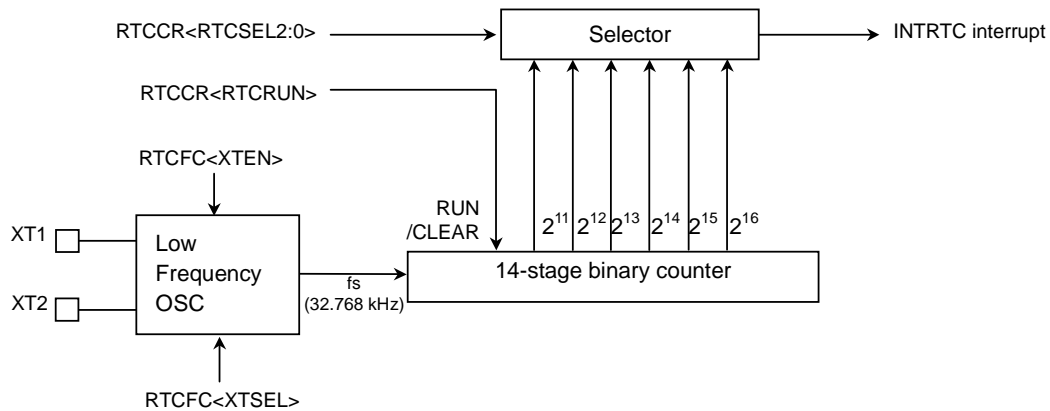 RTCCR<RTCSEL2:0>
Selector
INTRTC interrupt
RTCCR<RTCRUN>
RTCFC<XTEN>
RUN
/CLEAR
2^11 2^12 2^13 2^14 2^15 2^16
XT1
Low
Frequency
OSC
14-stage binary counter
fs
(32.768 kHz)
XT2
RTCFC<XTSEL>